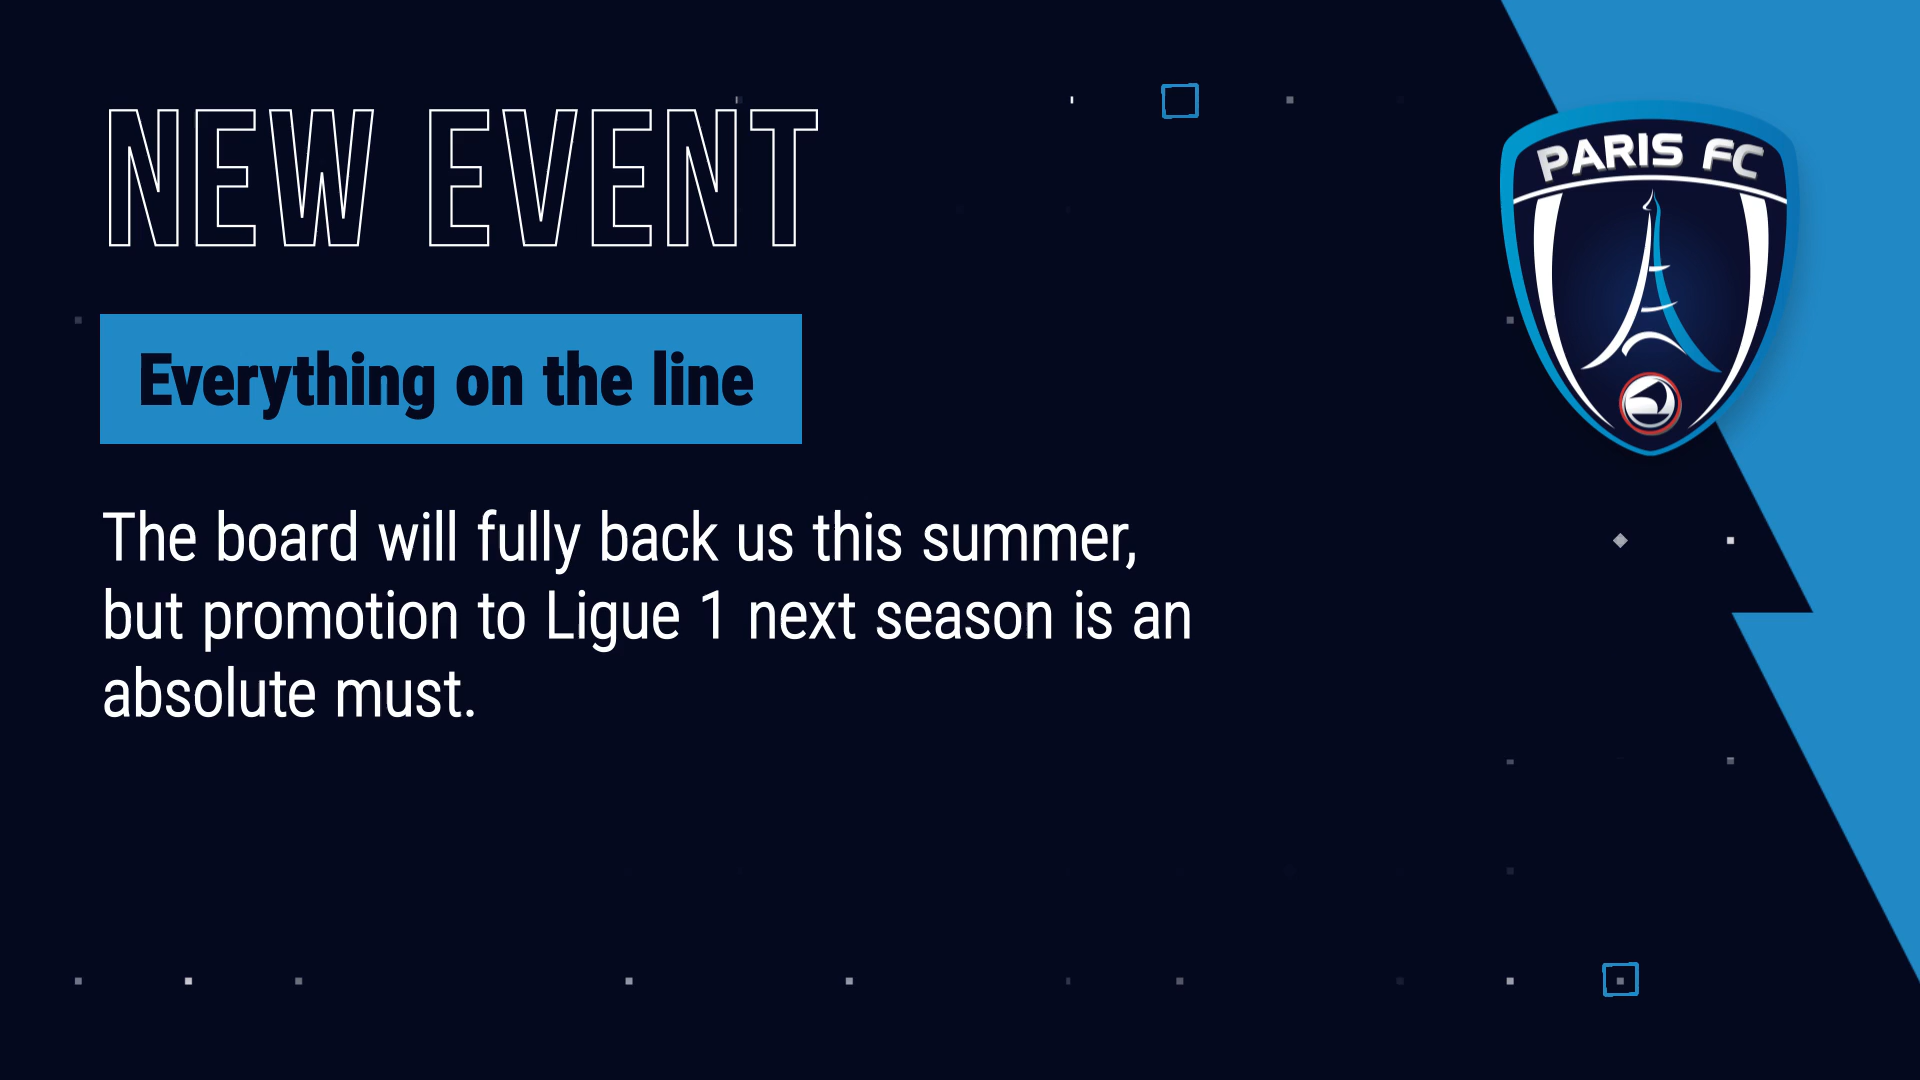 NEW EVENT
PARIS FC
Everything on the line
The board will fully back us this summer,
but promotion to Ligue 1 next season is an
absolute must.